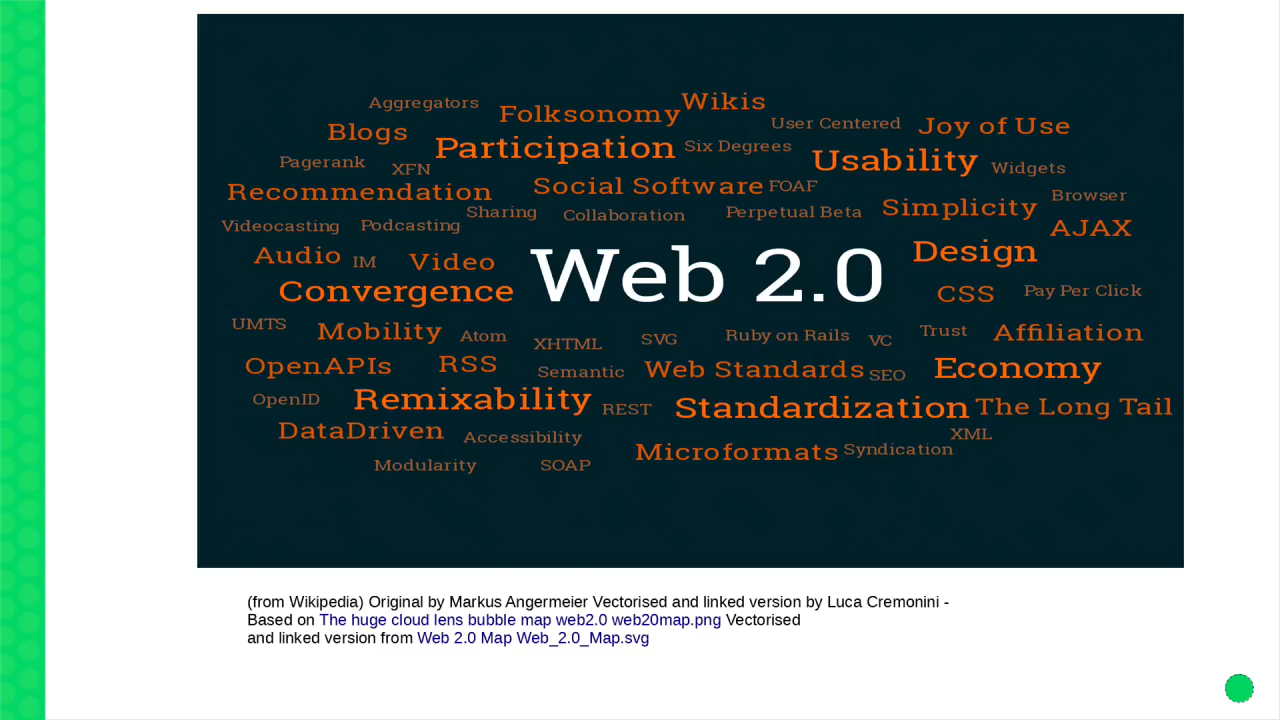 Aggregators Folksonomy Wikis
Blogs User Centered Joy of Use
Participation Six Degrees Usability
Pagerank XFN Widgets
Recommendation Social Software FOAF Browser
Videocasting Podcasting Sharing Collaboration Perpetual Beta Simplicity AJAX
Audio IM Video Web 2.0 Design
Convergence CSS Pay Per Click
UMTS Mobility Atom XHTML SVG Ruby on Rails VC Trust Affiliation
OpenAPIs RSS Semantic Web Standards SEO Economy
OpenID Remixability REST Standardization The Long Tail
DataDriven Accessibility XML
Modularity SOAP Microformats Syndication
(from Wikipedia) Original by Markus Angermeier Vectorised and linked version by Luca Cremonini -
Based on The huge cloud lens bubble map web2.0 web20map.png Vectorised
and linked version from Web 2.0 Map Web_2.0_Map.svg